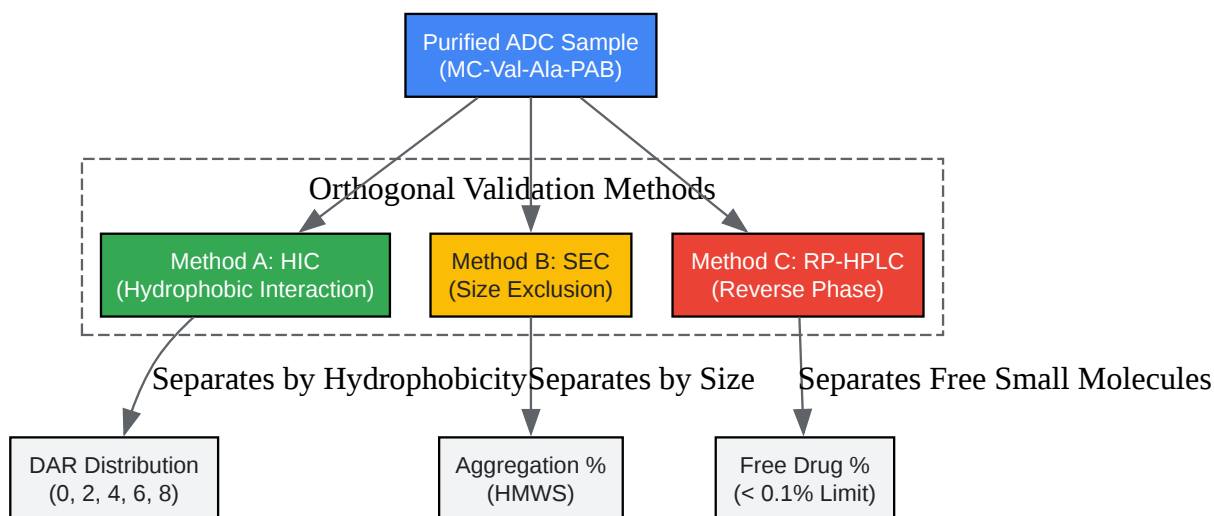 Purified ADC Sample
(MC-Val-Ala-PAB)
Orthogonal Validation Methods
Method A: HIC
(Hydrophobic Interaction)
Method B: SEC
(Size Exclusion)
Method C: RP-HPLC
(Reverse Phase)
Separates by Hydrophobicity
Separates by Size
Separates Free Small Molecules
DAR Distribution
(0, 2, 4, 6, 8)
Aggregation %
(HMWS)
Free Drug %
(< 0.1% Limit)